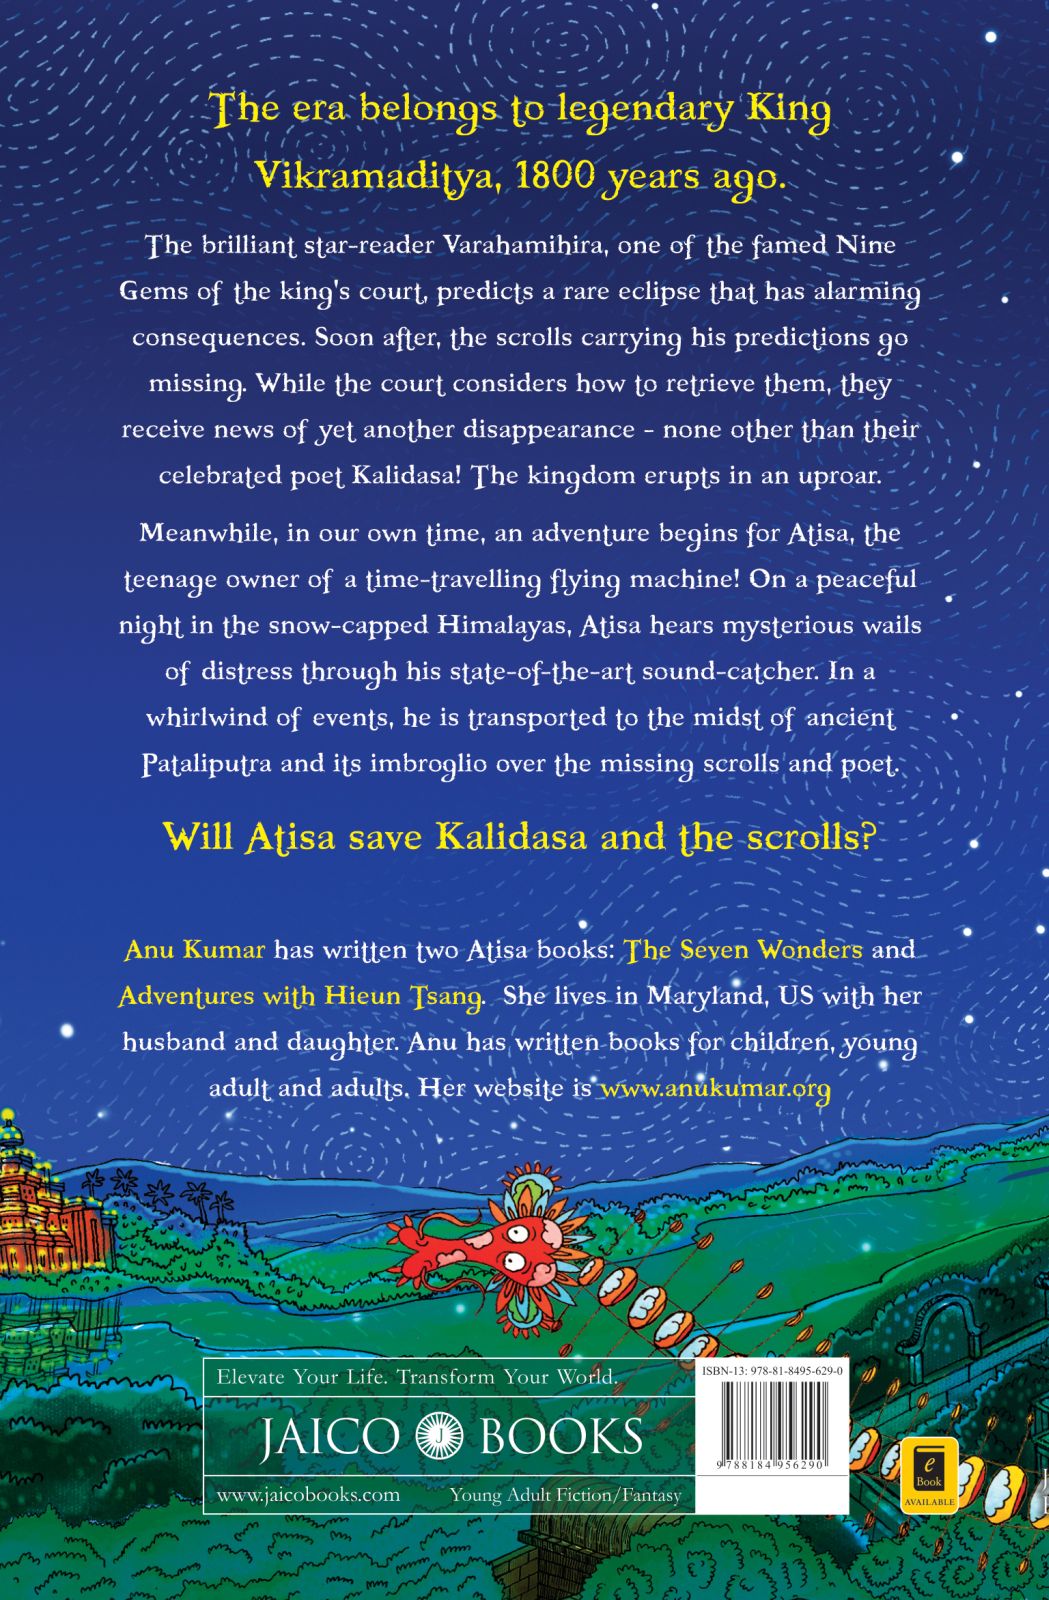 The era belongs to legendary King
Vikramaditya, 1800 years ago.
The brilliant star-reader Varahamihira, one of the famed Nine
Gems of the king's court, predicts a rare eclipse that has alarming
consequences. Soon after, the scrolls carrying his predictions go
missing. While the court considers how to retrieve them, they
receive news of yet another disappearance - none other than their
celebrated poet Kalidasa! The kingdom erupts in an uproar.
Meanwhile, in our own time, an adventure begins for Atisa, the
teenage owner of a time-travelling flying machine! On a peaceful
night in the snow-capped Himalayas, Atisa hears mysterious wails
of distress through his state-of-the-art sound-catcher. In a
whirlwind of events, he is transported to the midst of ancient
Pataliputra and its imbroglio over the missing scrolls and poet.
Will Atisa save Kalidasa and the scrolls?
Anu Kumar has written two Atisa books: The Seven Wonders and
Adventures with Hieun Tsang. She lives in Maryland, US with her
husband and daughter. Anu has written books for children, young
adult and adults. Her website is www.anukumar.org
Elevate Your Life. Transform Your World.
JAICO J BOOKS
www.jaicobooks.com Young Adult Fiction/Fantasy
ISBN-13: 978-81-8495-629-0
9 788184 956290
e
Book
AVAILABLE